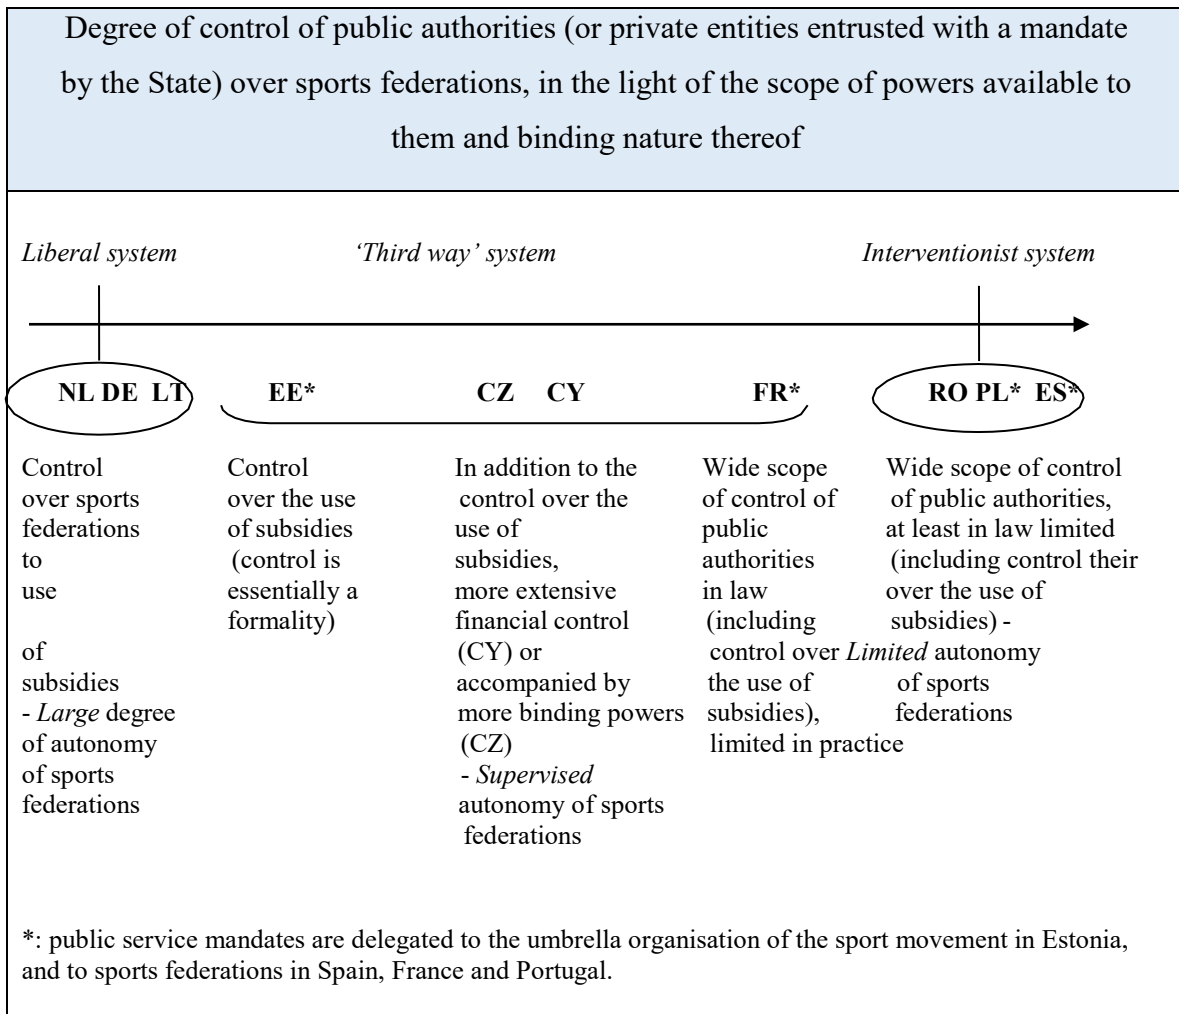 Degree of control of public authorities (or private entities entrusted with a mandate
by the State) over sports federations, in the light of the scope of powers available to
them and binding nature thereof
Liberal system
‘Third way’ system
Interventionist system
NL DE LT
EE*
CZ CY
FR*
RO PL* ES*
Control
over sports
federations
to
use
of
subsidies
- Large degree
of autonomy
of sports
federations
Control
over the use
of subsidies
(control is
essentially a
formality)
In addition to the
control over the
use of
subsidies,
more extensive
financial control
(CY) or
accompanied by
more binding powers
(CZ)
- Supervised
autonomy of sports
federations
Wide scope
of control of
public
authorities
in law
(including
control over
the use of
subsidies),
limited in practice
Wide scope of control
of public authorities,
at least in law limited
(including control their
over the use of
subsidies) -
Limited autonomy
of sports
federations
*: public service mandates are delegated to the umbrella organisation of the sport movement in Estonia,
and to sports federations in Spain, France and Portugal.